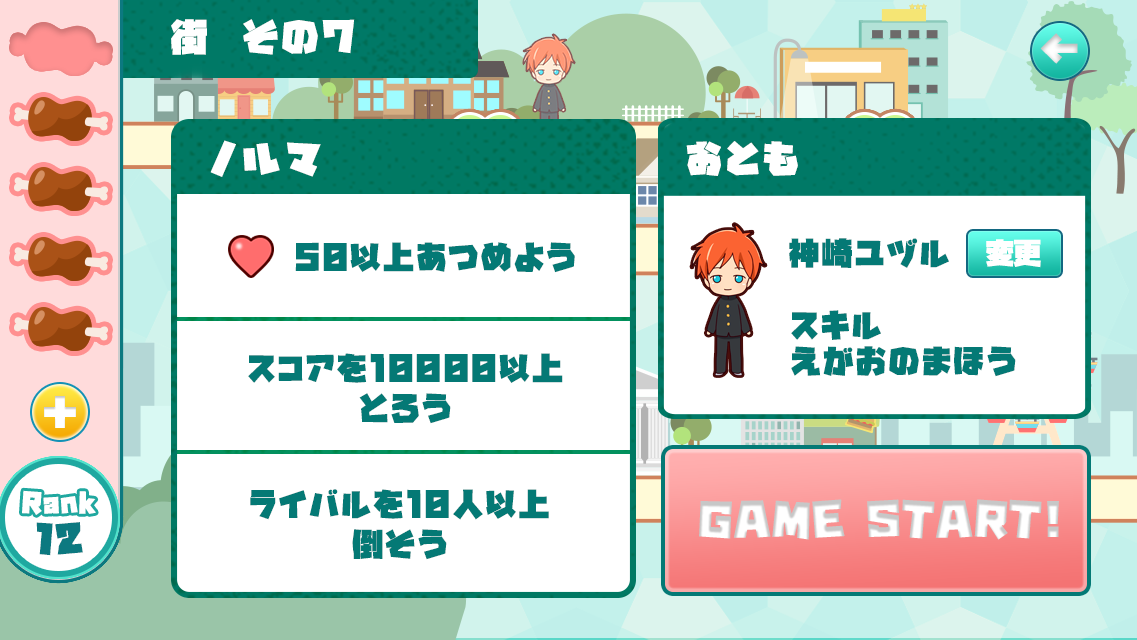 街 その7
ノルマ
50以上あつめよう
スコアを10000以上
とろう
ライバルを10人以上
倒そう
おとも
神崎ユヅル
変更
スキル
えがおのまほう
GAME START!
Rank
12